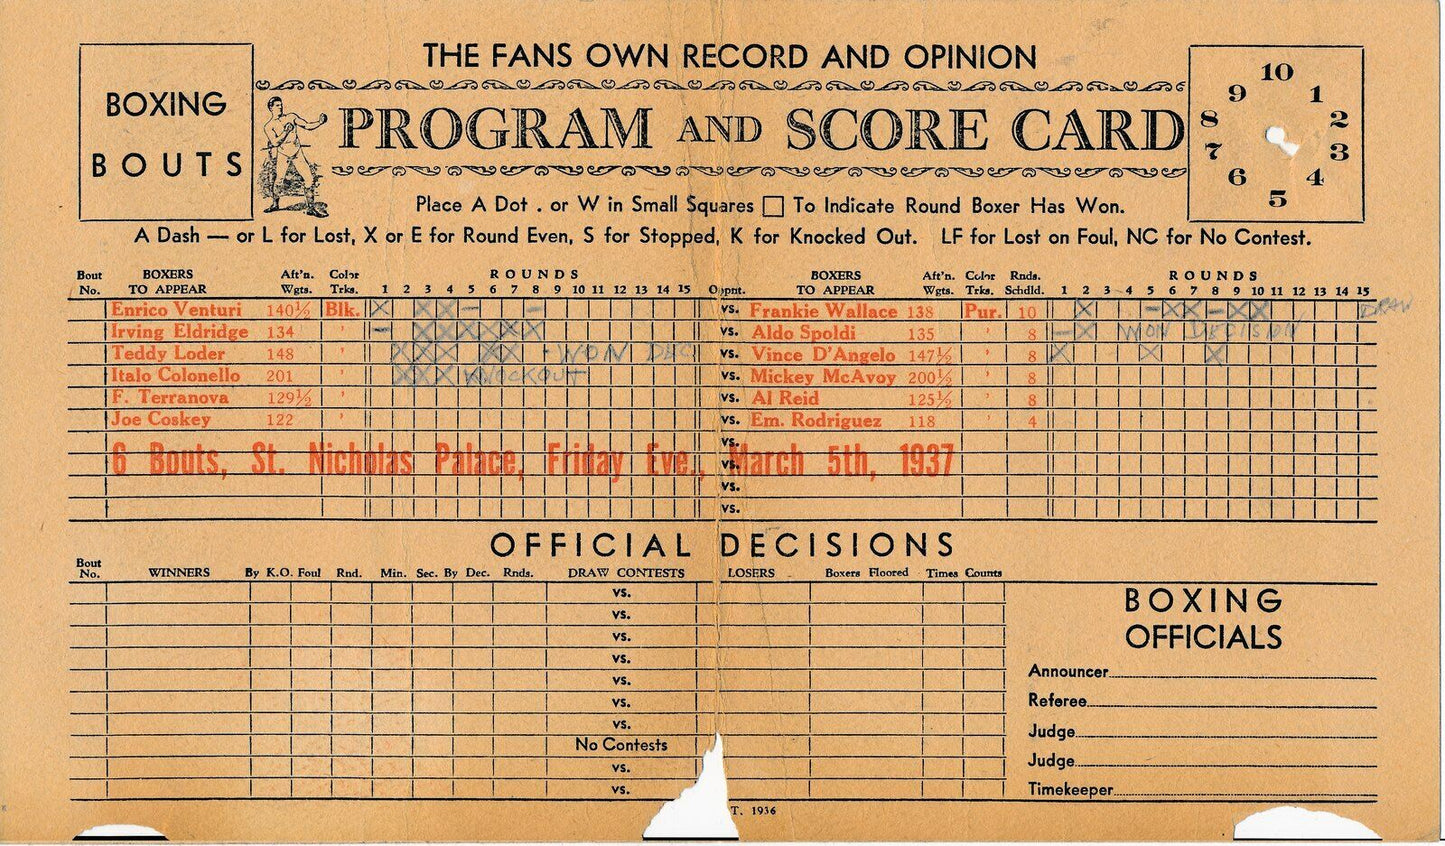 THE FANS OWN RECORD AND OPINION
BOXING
BOUTS
PROGRAM AND SCORE CARD
10
9 1
8 2
7 3
6 4
5
Place A Dot . or W in Small Squares □ To Indicate Round Boxer Has Won.
A Dash — or L for Lost, X or E for Round Even, S for Stopped, K for Knocked Out. LF for Lost on Foul, NC for No Contest.
Bout BOXERS Aft'n. Color ROUNDS BOXERS Aft'n. Color Rnds. ROUNDS
No. TO APPEAR Wgts. Trks. 1 2 3 4 5 6 7 8 9 10 11 12 13 14 15 Oppnt. TO APPEAR Wgts. Trks. Schdld. 1 2 3 4 5 6 7 8 9 10 11 12 13 14 15
Enrico Venturi 140½ Blk. X X X - - vs. Frankie Wallace 138 Pur. 10 X - X X - X X DRAW
Irving Eldridge 134 ' - X X X X X X vs. Aldo Spoldi 135 ' 8 - X WON DECISION
Teddy Loder 148 ' X X X X X - WON DEC vs. Vince D'Angelo 147½ ' 8 X X X
Italo Colonello 201 ' X X X KNOCKOUT vs. Mickey McAvoy 200½ ' 8
F. Terranova 129½ ' vs. Al Reid 125½ ' 8
Joe Coskey 122 ' vs. Em. Rodriguez 118 4
vs.
6 Bouts, St. Nicholas Palace, Friday Eve., March 5th, 1937
vs.
vs.
vs.
OFFICIAL DECISIONS
Bout
No. WINNERS By K.O. Foul Rnd. Min. Sec. By Dec. Rnds. DRAW CONTESTS LOSERS Boxers Floored Times Counts
vs.
vs.
vs.
vs.
vs.
vs.
vs.
No Contests
vs.
vs.
BOXING
OFFICIALS
Announcer
Referee
Judge
Judge
Timekeeper
T. 1936